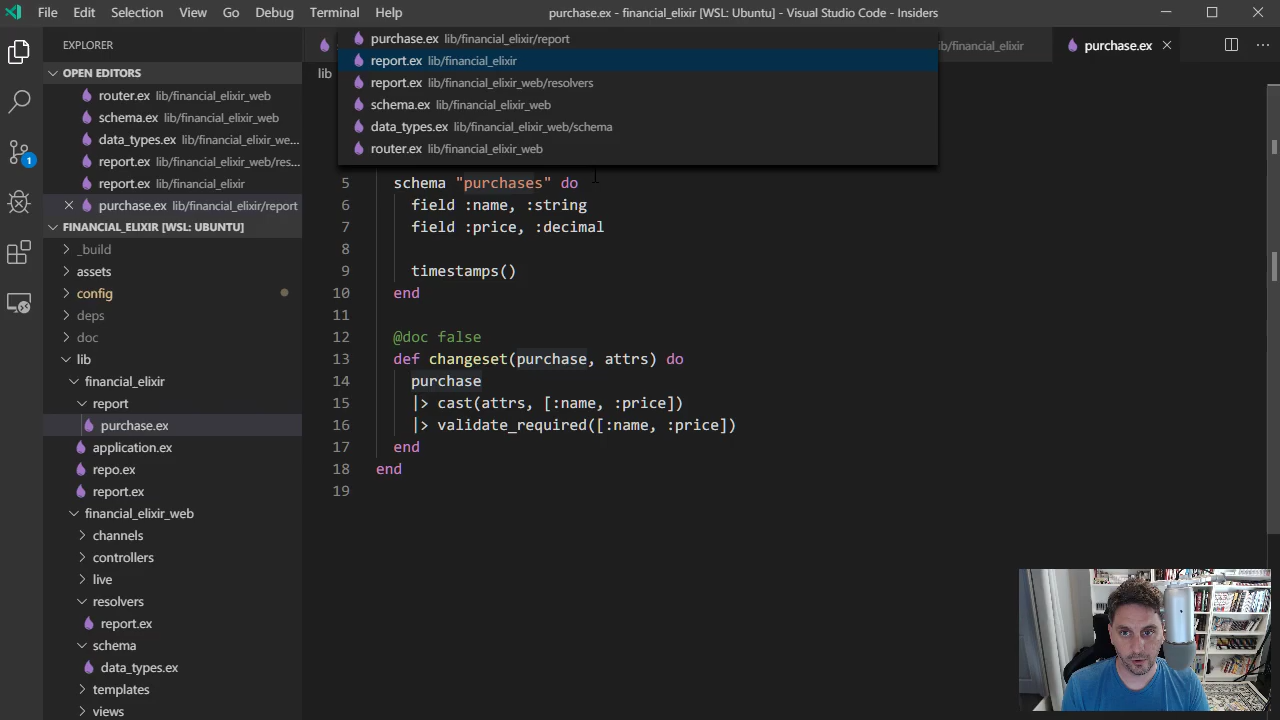 File Edit Selection View Go Debug Terminal Help purchase.ex - financial_elixir [WSL: Ubuntu] - Visual Studio Code - Insiders
EXPLORER
OPEN EDITORS
router.ex lib/financial_elixir_web
schema.ex lib/financial_elixir_web
data_types.ex lib/financial_elixir_we...
report.ex lib/financial_elixir_web/res...
report.ex lib/financial_elixir
purchase.ex lib/financial_elixir/report
FINANCIAL_ELIXIR [WSL: UBUNTU]
_build
assets
config
deps
doc
lib
financial_elixir
report
purchase.ex
application.ex
repo.ex
report.ex
financial_elixir_web
channels
controllers
live
resolvers
report.ex
schema
data_types.ex
templates
views
1
purchase.ex lib/financial_elixir/report
report.ex lib/financial_elixir
report.ex lib/financial_elixir_web/resolvers
schema.ex lib/financial_elixir_web
data_types.ex lib/financial_elixir_web/schema
router.ex lib/financial_elixir_web
b/financial_elixir
purchase.ex
lib
5 schema "purchases" do
6 field :name, :string
7 field :price, :decimal
8
9 timestamps()
10 end
11
12 @doc false
13 def changeset(purchase, attrs) do
14 purchase
15 |> cast(attrs, [:name, :price])
16 |> validate_required([:name, :price])
17 end
18 end
19